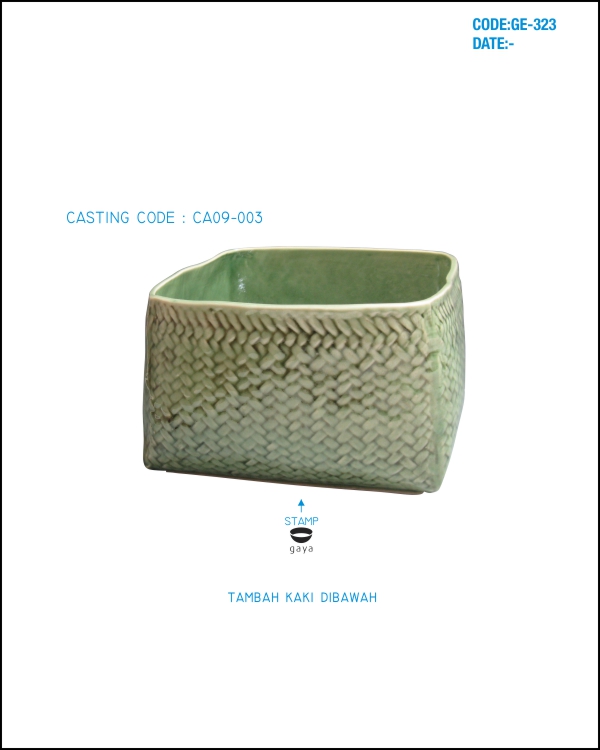 CODE:GE-323
DATE:-
CASTING CODE : CA09-003
STAMP
gaya
TAMBAH KAKI DIBAWAH